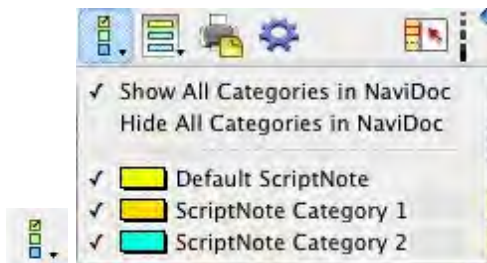 Show All Categories in NaviDoc
Hide All Categories in NaviDoc
Default ScriptNote
ScriptNote Category 1
ScriptNote Category 2